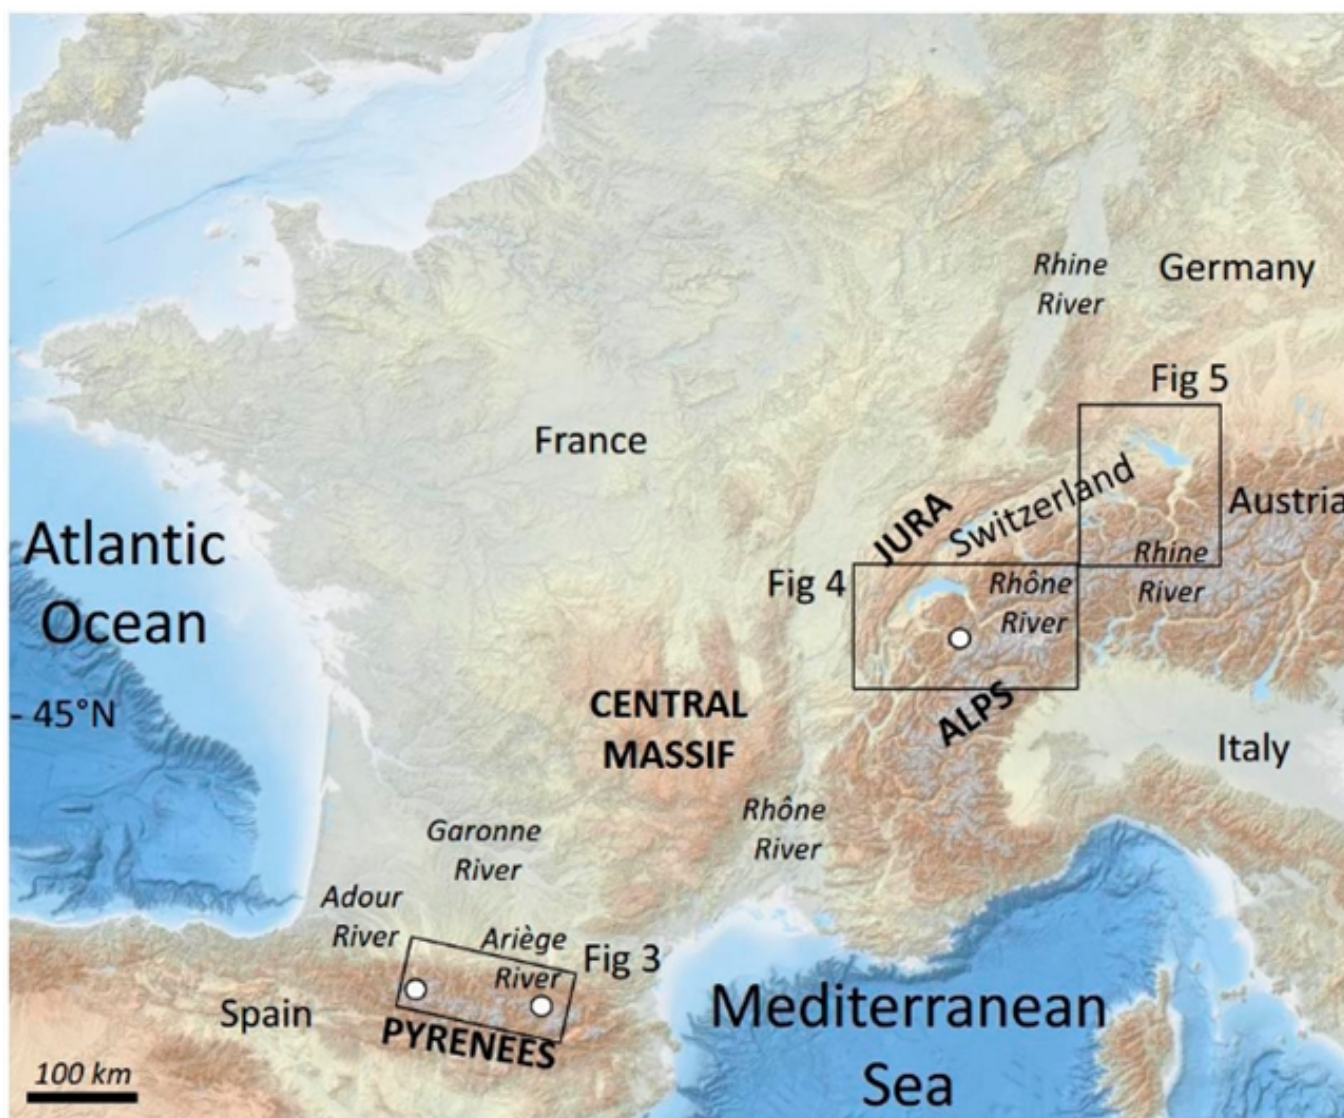 Rhine
River
Germany
Fig 5
France
Switzerland
Austria
JURA
Atlantic
Ocean
Rhine
River
Fig 4
Rhône
River
CENTRAL
MASSIF
ALPS
- 45°N
Italy
Rhône
River
Garonne
River
Adour
River
Ariège
River
Fig 3
Spain
PYRENEES
Mediterranean
Sea
100 km